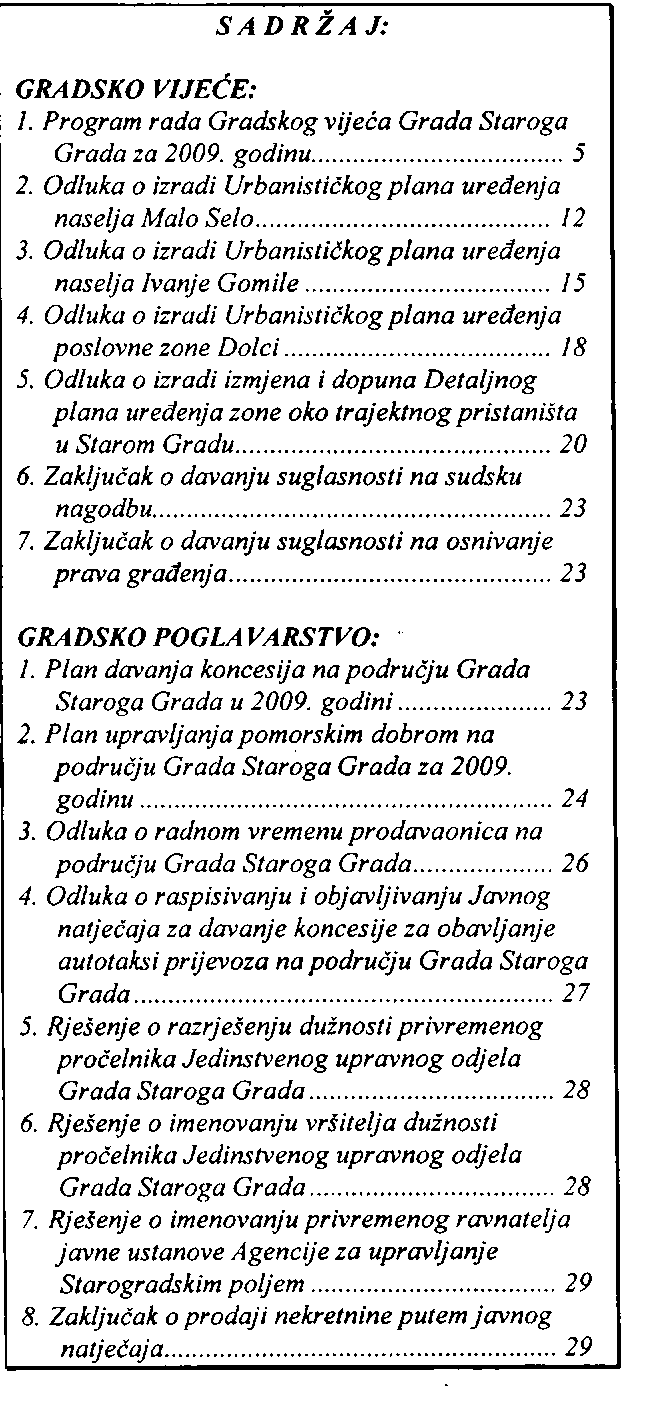 S A D R Ž A J:
GRADSKO VIJEĆE:
1. Program rada Gradskog vijeća Grada Staroga
Grada za 2009. godinu..................................... 5
2. Odluka o izradi Urbanističkog plana uređenja
naselja Malo Selo........................................... 12
3. Odluka o izradi Urbanističkog plana uređenja
naselja Ivanje Gomile .................................... 15
4. Odluka o izradi Urbanističkog plana uređenja
poslovne zone Dolci ....................................... 18
5. Odluka o izradi izmjena i dopuna Detaljnog
plana uređenja zone oko trajektnog pristaništa
u Starom Gradu.............................................. 20
6. Zaključak o davanju suglasnosti na sudsku
nagodbu.......................................................... 23
7. Zaključak o davanju suglasnosti na osnivanje
prava građenja............................................... 23
GRADSKO POGLAVARSTVO:
1. Plan davanja koncesija na području Grada
Staroga Grada u 2009. godini ...................... 23
2. Plan upravljanja pomorskim dobrom na
području Grada Staroga Grada za 2009.
godinu ............................................................ 24
3. Odluka o radnom vremenu prodavaonica na
području Grada Staroga Grada.................... 26
4. Odluka o raspisivanju i objavljivanju Javnog
natječaja za davanje koncesije za obavljanje
autotaksi prijevoza na području Grada Staroga
Grada ............................................................. 27
5. Rješenje o razrješenju dužnosti privremenog
pročelnika Jedinstvenog upravnog odjela
Grada Staroga Grada .................................... 28
6. Rješenje o imenovanju vršitelja dužnosti
pročelnika Jedinstvenog upravnog odjela
Grada Staroga Grada .................................... 28
7. Rješenje o imenovanju privremenog ravnatelja
javne ustanove Agencije za upravljanje
Starogradskim poljem .................................... 29
8. Zaključak o prodaji nekretnine putem javnog
natječaja......................................................... 29